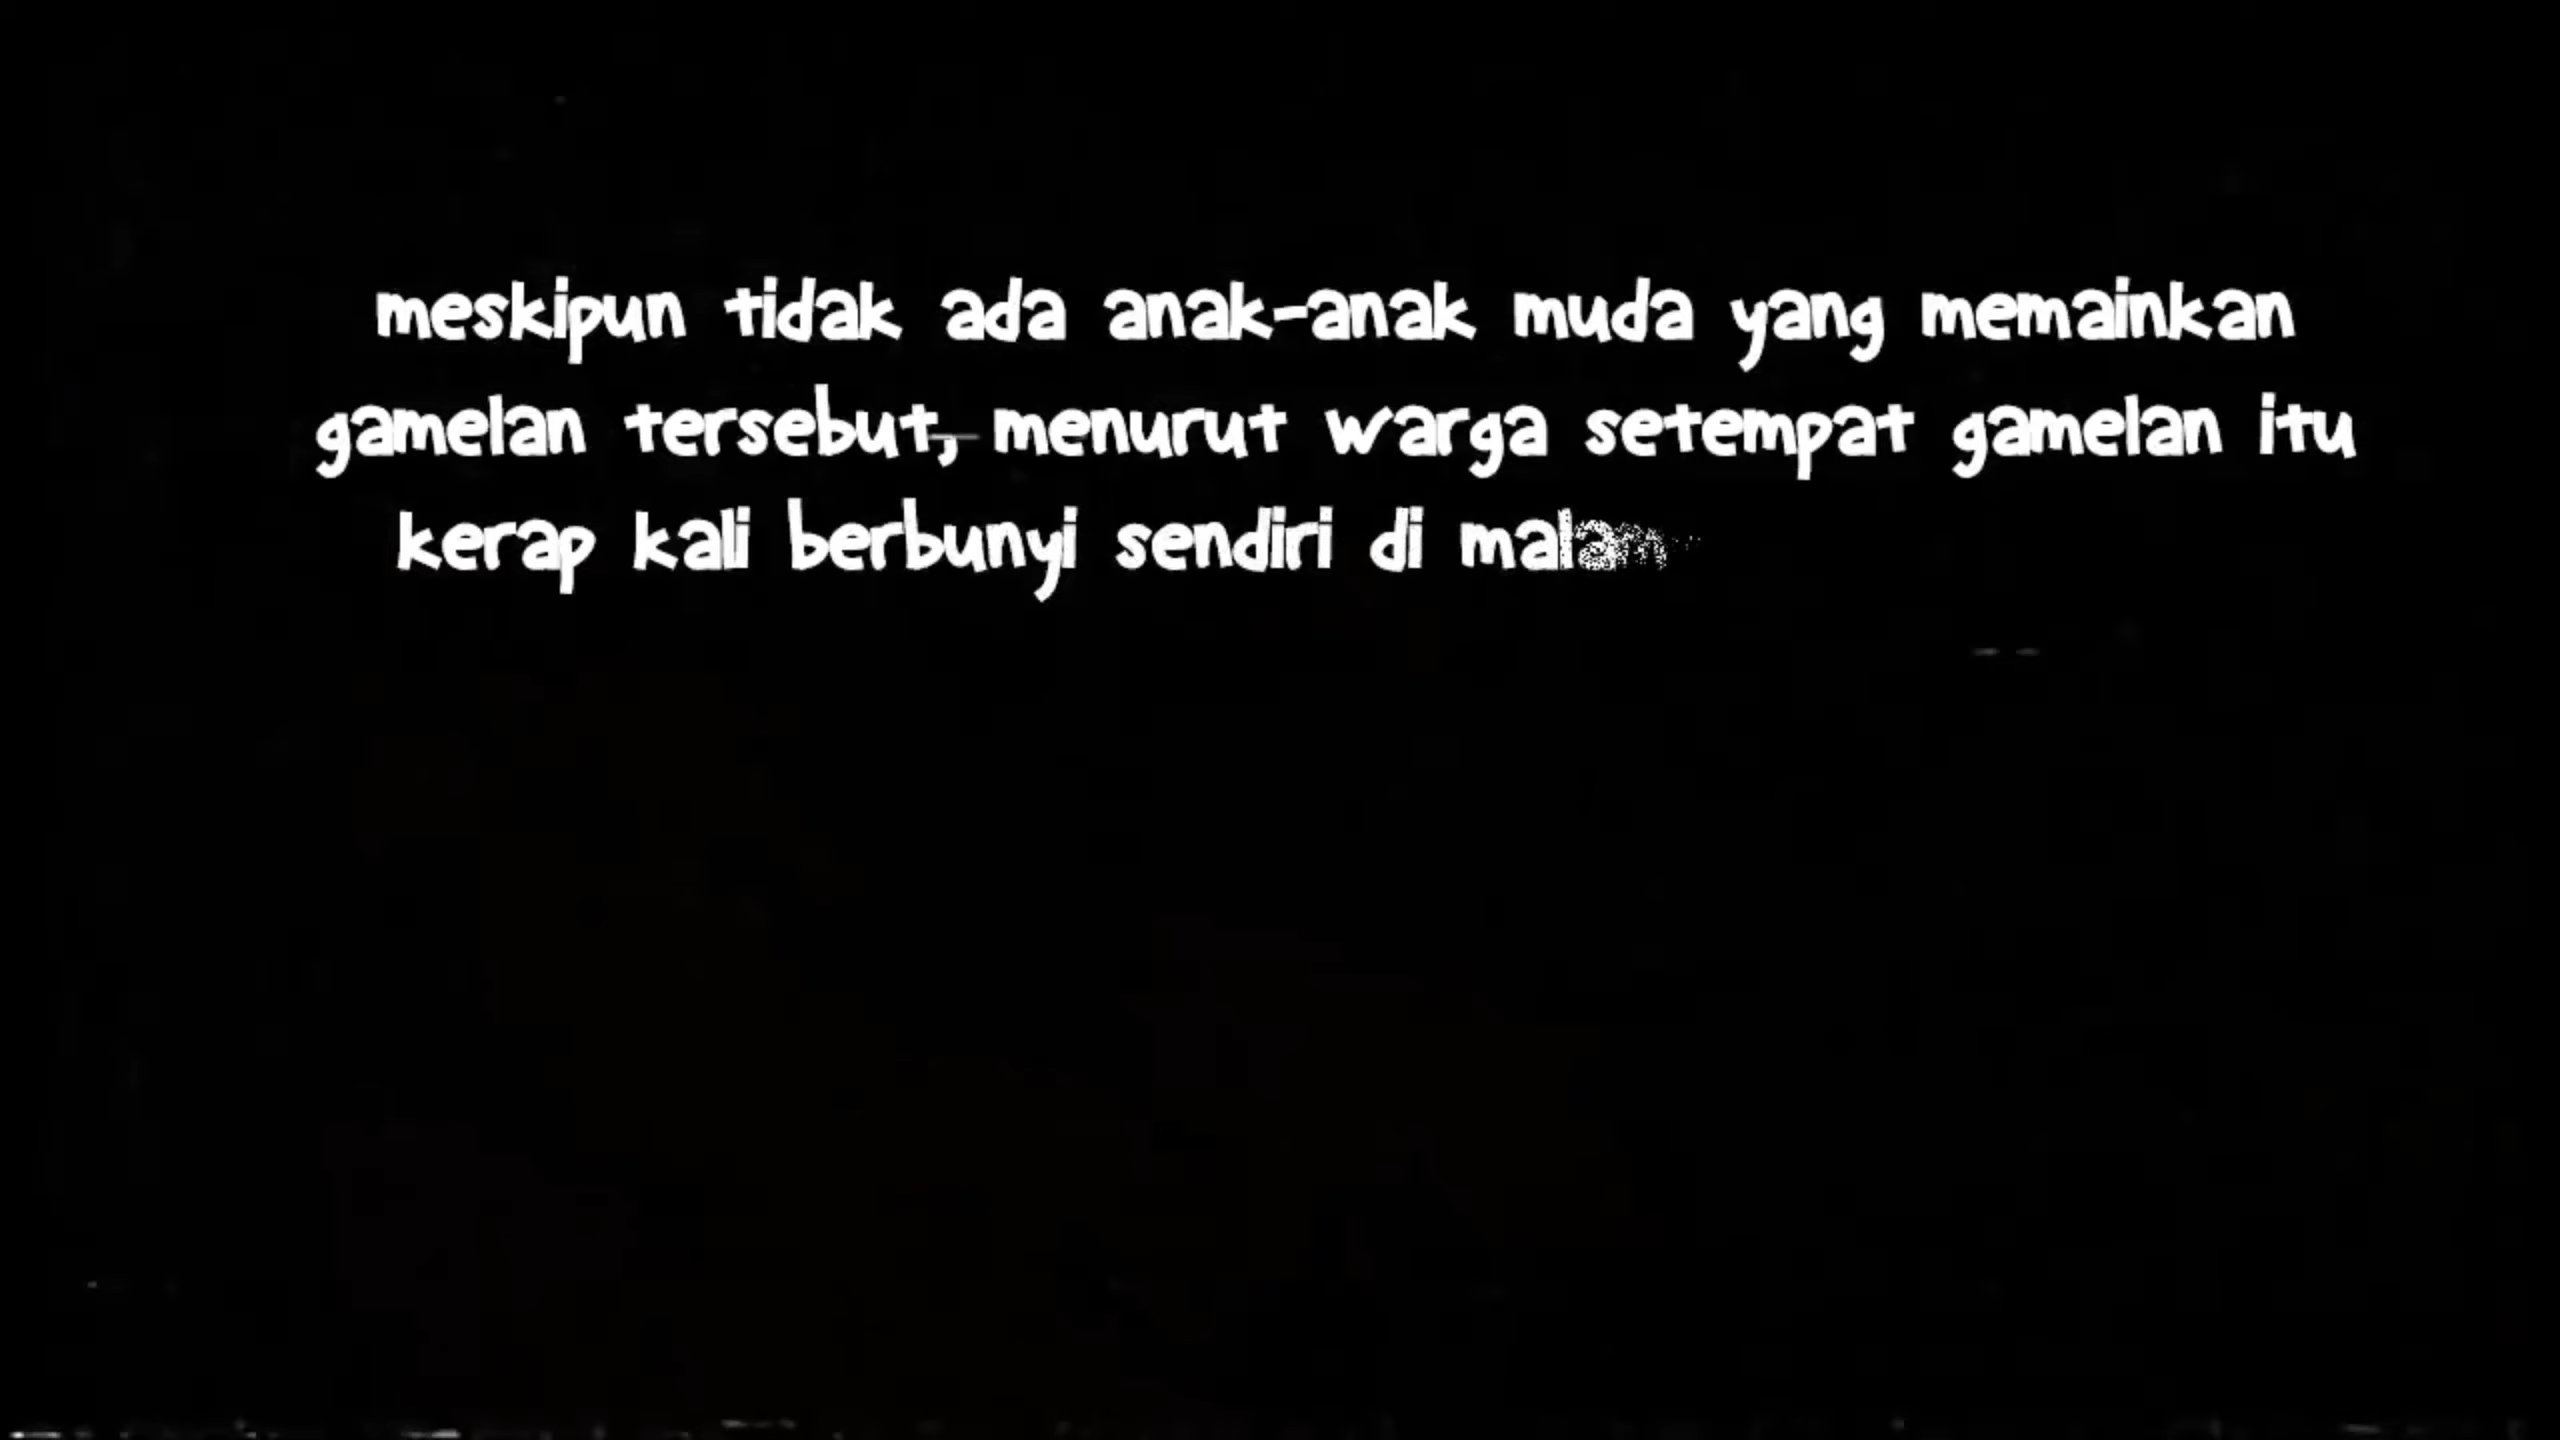 meskipun tidak ada anak-anak muda yang memainkan
gamelan tersebut, menurut warga setempat gamelan itu
kerap kali berbunyi sendiri di malam